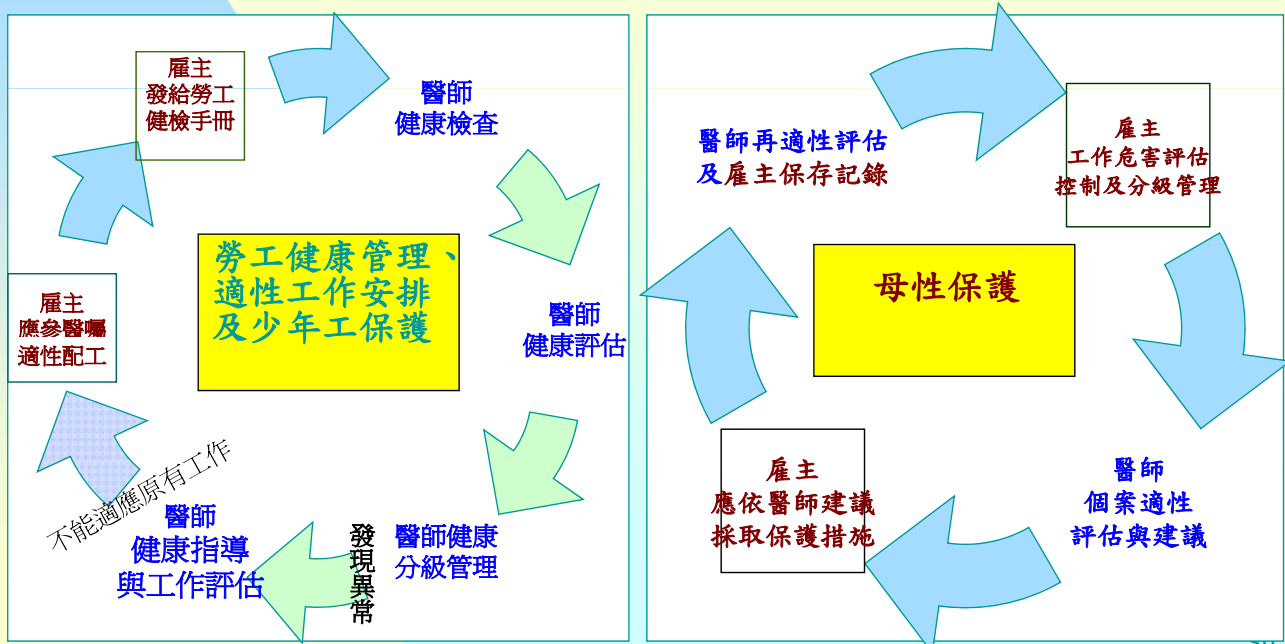 雇主
發給勞工
健檢手冊
醫師
健康檢查
醫師
健康評估
醫師健康
分級管理
發現異常
醫師
健康指導
與工作評估
不能適應原有工作
雇主
應參醫囑
適性配工
勞工健康管理、
適性工作安排
及少年工保護
醫師再適性評估
及雇主保存記錄
雇主
工作危害評估
控制及分級管理
醫師
個案適性
評估與建議
雇主
應依醫師建議
採取保護措施
母性保護